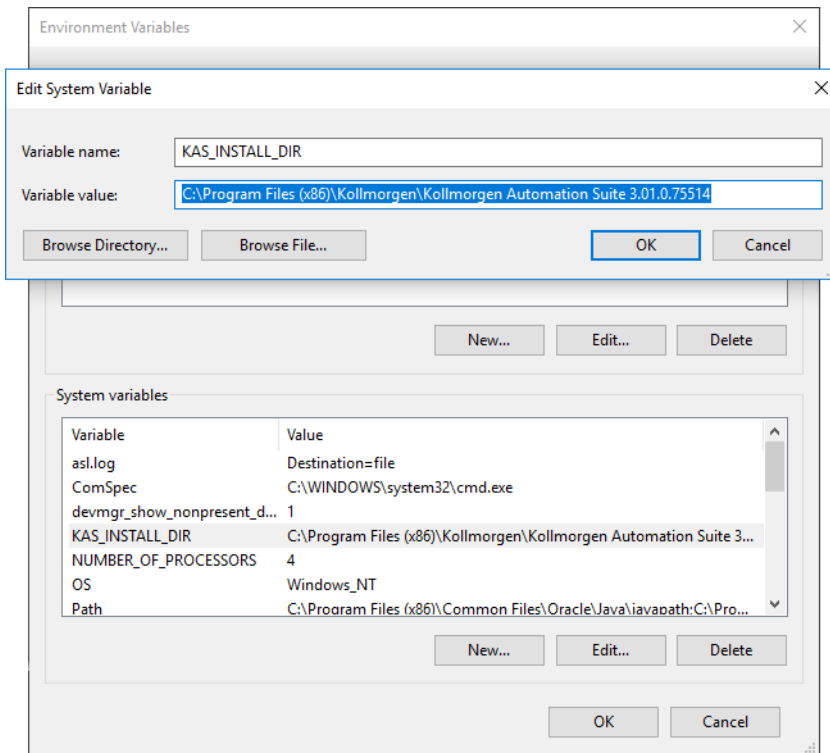 Environment Variables
Edit System Variable
Variable name: KAS_INSTALL_DIR
Variable value: C:\Program Files (x86)\Kollmorgen\Kollmorgen Automation Suite 3.01.0.75514
Browse Directory... Browse File... OK Cancel
New... Edit... Delete
System variables
Variable Value
asl.log Destination=file
ComSpec C:\WINDOWS\system32\cmd.exe
devmgr_show_nonpresent_d... 1
KAS_INSTALL_DIR C:\Program Files (x86)\Kollmorgen\Kollmorgen Automation Suite 3...
NUMBER_OF_PROCESSORS 4
OS Windows_NT
Path C:\Program Files (x86)\Common Files\Oracle\Java\javapath;C:\Pro...
New... Edit... Delete
OK Cancel